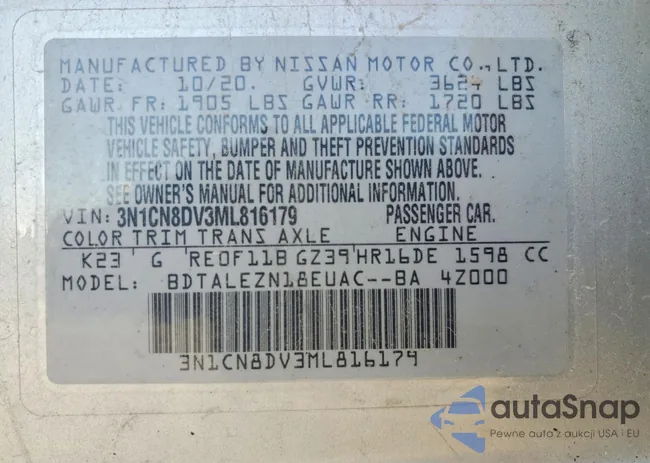 MANUFACTURED BY NISSAN MOTOR CO.,LTD.
DATE: 10/20. GVWR: 3624 LBS
GAWR FR: 1905 LBS GAWR RR: 1720 LBS
THIS VEHICLE CONFORMS TO ALL APPLICABLE FEDERAL MOTOR
VEHICLE SAFETY, BUMPER AND THEFT PREVENTION STANDARDS
IN EFFECT ON THE DATE OF MANUFACTURE SHOWN ABOVE.
SEE OWNER'S MANUAL FOR ADDITIONAL INFORMATION.
VIN: 3N1CN8DV3ML816179 PASSENGER CAR.
COLOR TRIM TRANS AXLE ENGINE
K23 G RE0F11B GZ39 HR16DE 1598 CC
MODEL: BDTALEZN18EUAC--BA 4Z000
3N1CN8DV3ML816179
autaSnap
Pewne auta z aukcji USA i EU